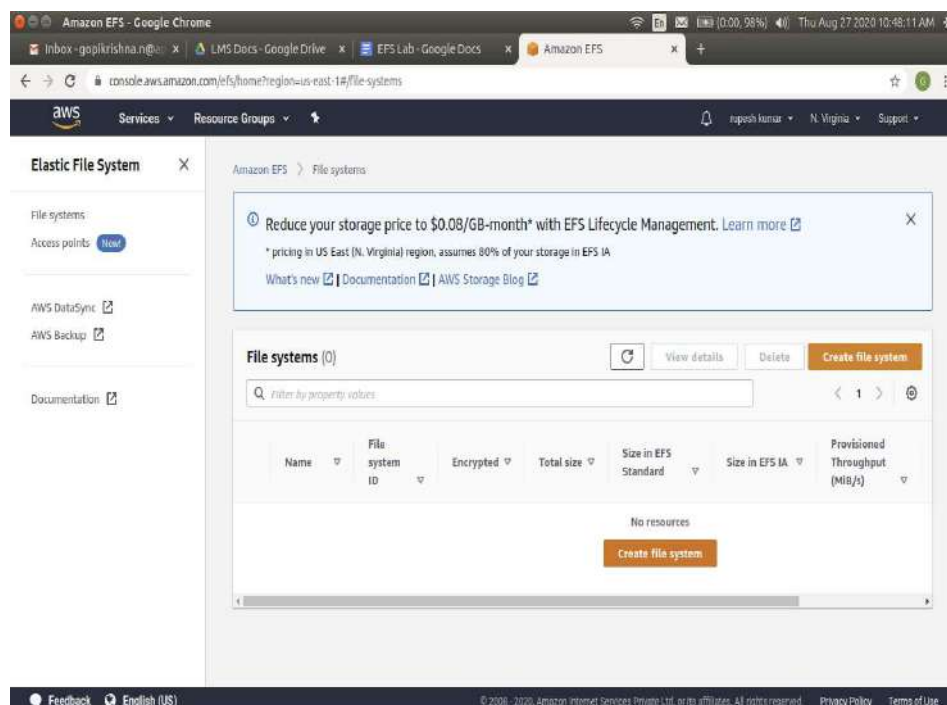 Amazon EFS - Google Chrome
En (0:00, 98%) Thu Aug 27 2020 10:48:11 AM
Inbox - gopikrishna.n@a x
LMS Docs - Google Drive x
EFS Lab - Google Docs x
Amazon EFS x +
console.aws.amazon.com/efs/home?region=us-east-1#/file-systems G
aws Services Resource Groups rupesh kumar N. Virginia Support
Elastic File System X
File systems
Access points New!
AWS DataSync
AWS Backup
Documentation
Amazon EFS > File systems
Reduce your storage price to $0.08/GB-month* with EFS Lifecycle Management. Learn more X
* pricing in US East (N. Virginia) region, assumes 80% of your storage in EFS IA
What's new | Documentation | AWS Storage Blog
File systems (0) View details Delete Create file system
Filter by property values < 1 >
Name
File system ID
Encrypted
Total size
Size in EFS Standard
Size in EFS IA
Provisioned Throughput (MiB/s)
No resources
Create file system
Feedback English (US) © 2008 - 2020, Amazon Internet Services Private Ltd. or its affiliates. All rights reserved. Privacy Policy Terms of Use